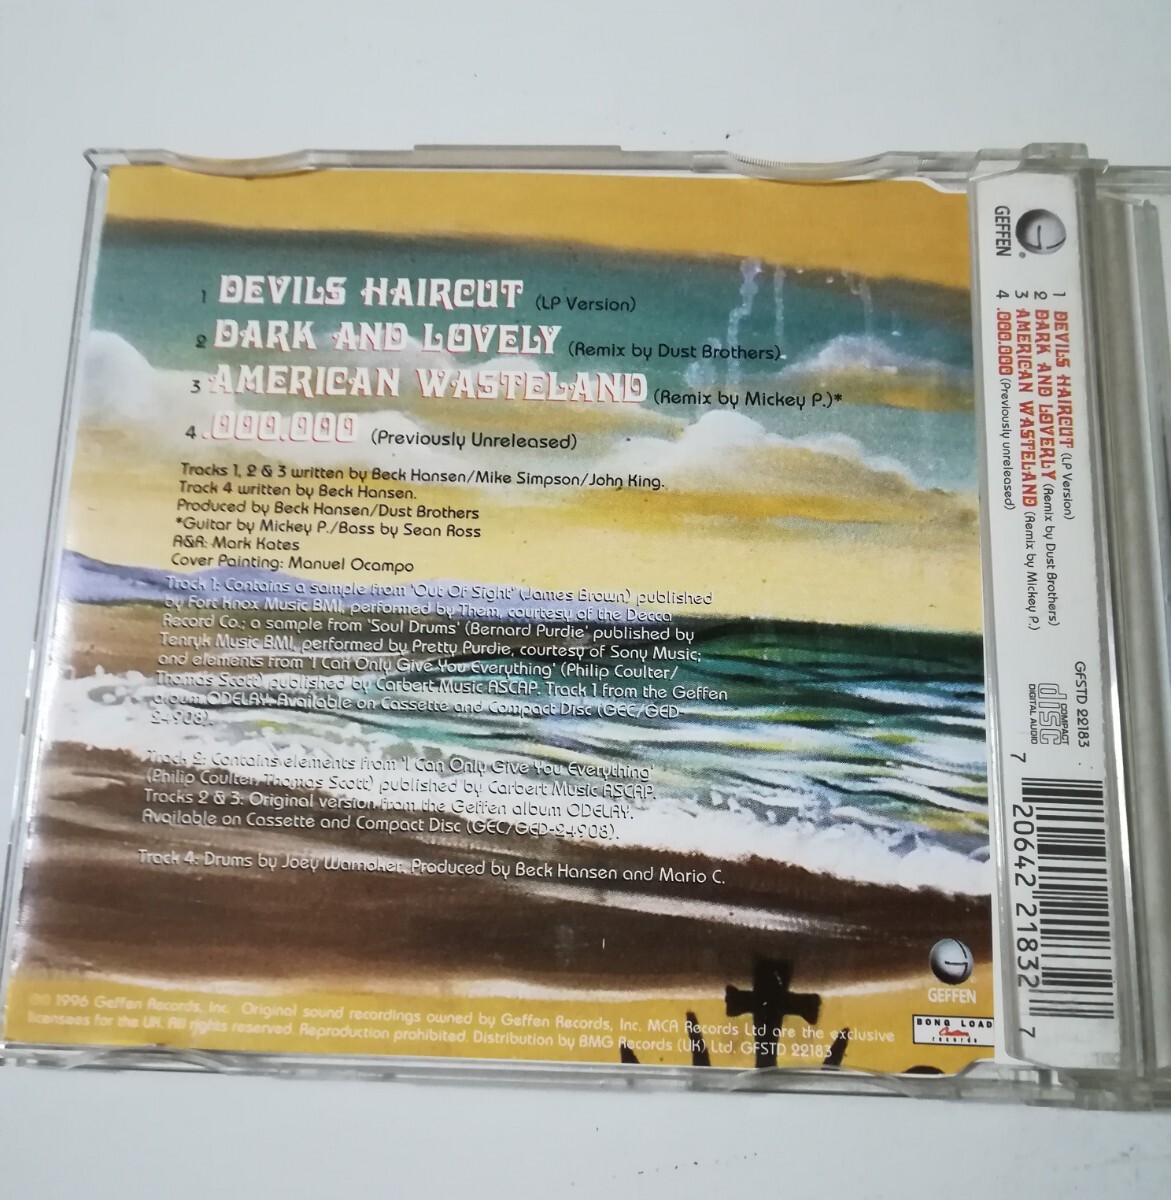 1 DEVILS HAIRCUT (LP Version)
2 DARK AND LOVELY (Remix by Dust Brothers)
3 AMERICAN WASTELAND (Remix by Mickey P.)*
4 .000.000 (Previously Unreleased)
Tracks 1, 2 & 3 written by Beck Hansen/Mike Simpson/John King.
Track 4 written by Beck Hansen.
Produced by Beck Hansen/Dust Brothers
*Guitar by Mickey P./Bass by Sean Ross
A&R: Mark Kates
Cover Painting: Manuel Ocampo
Track 1: Contains a sample from 'Out Of Sight' (James Brown) published
by Fort Knox Music BMI, performed by Them, courtesy of the Decca
Record Co.; a sample from 'Soul Drums' (Bernard Purdie' published by
Tenryk Music BMI, performed by Pretty Purdie, courtesy of Sony Music;
and elements from 'I Can Only Give You Everything' (Philip Coulter/
Thomas Scott) published by Carbert Music ASCAP. Track 1 from the Geffen
album ODELAY. Available on Cassette and Compact Disc (GEC/GED-
24908).
Track 2: Contains elements from 'I Can Only Give You Everything'
(Philip Coulter/Thomas Scott) published by Carbert Music ASCAP.
Tracks 2 & 3: Original version from the Geffen album ODELAY.
Available on Cassette and Compact Disc (GEC/GED-24908).
Track 4: Drums by Joey Waronker. Produced by Beck Hansen and Mario C.
GEFFEN
BONG LOAD
records
℗© 1996 Geffen Records, Inc. Original sound recordings owned by Geffen Records, Inc. MCA Records Ltd are the exclusive
licensees for the UK. All rights reserved. Reproduction prohibited. Distribution by BMG Records (UK) Ltd. GFSTD 22183
GEFFEN
1 DEVILS HAIRCUT (LP Version)
2 DARK AND LOVERLY (Remix by Dust Brothers)
3 AMERICAN WASTELAND (Remix by Mickey P.)
4 .000.000 (Previously unreleased)
GFSTD 22183
COMPACT
disc
DIGITAL AUDIO
7 20642 21832 7